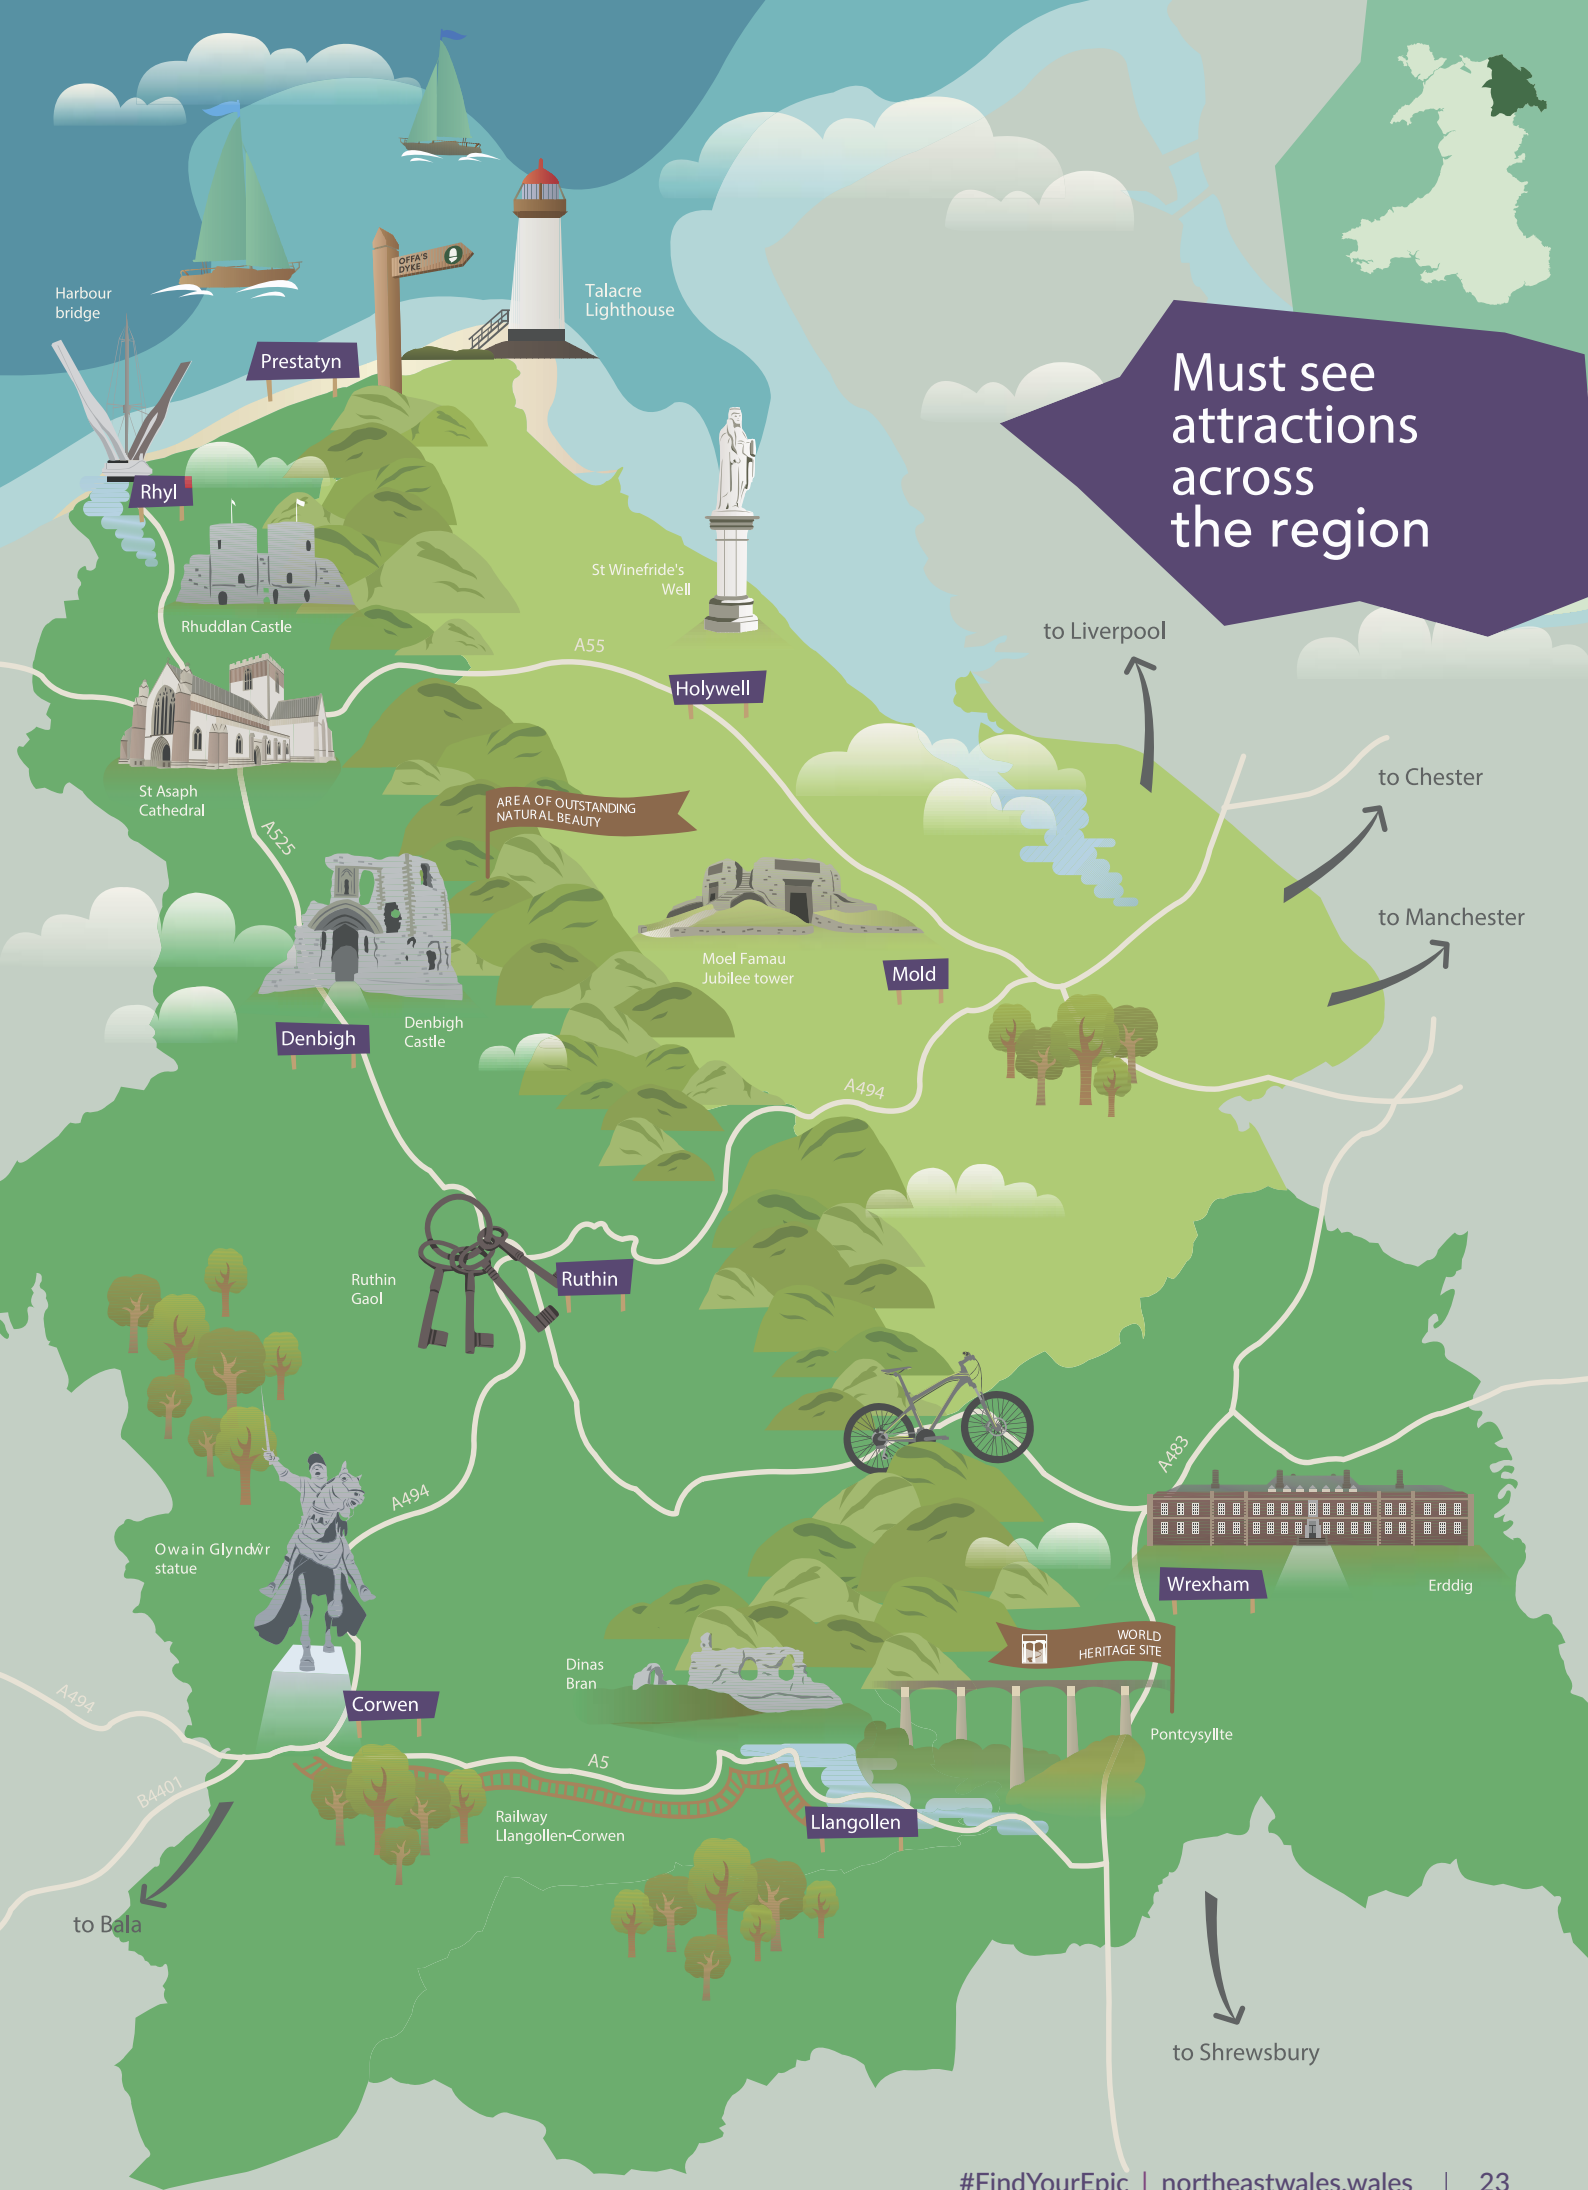 OFFA'S
DYKE
Harbour
bridge
Talacre
Lighthouse
Prestatyn
Must see
attractions
across
the region
Rhyl
St Winefride's
Well
Rhuddlan Castle
to Liverpool
A55
Holywell
to Chester
St Asaph
Cathedral
AREA OF OUTSTANDING
NATURAL BEAUTY
A525
to Manchester
Moel Famau
Jubilee tower
Mold
Denbigh
Castle
Denbigh
A494
Ruthin
Gaol
Ruthin
A483
A494
Owain Glyndŵr
statue
Wrexham
Erddig
WORLD
HERITAGE SITE
Dinas
Bran
A494
Corwen
Pontcysyllte
A5
B4401
Railway
Llangollen-Corwen
Llangollen
to Bala
to Shrewsbury
#FindYourEpic | northeastwales.wales | 23